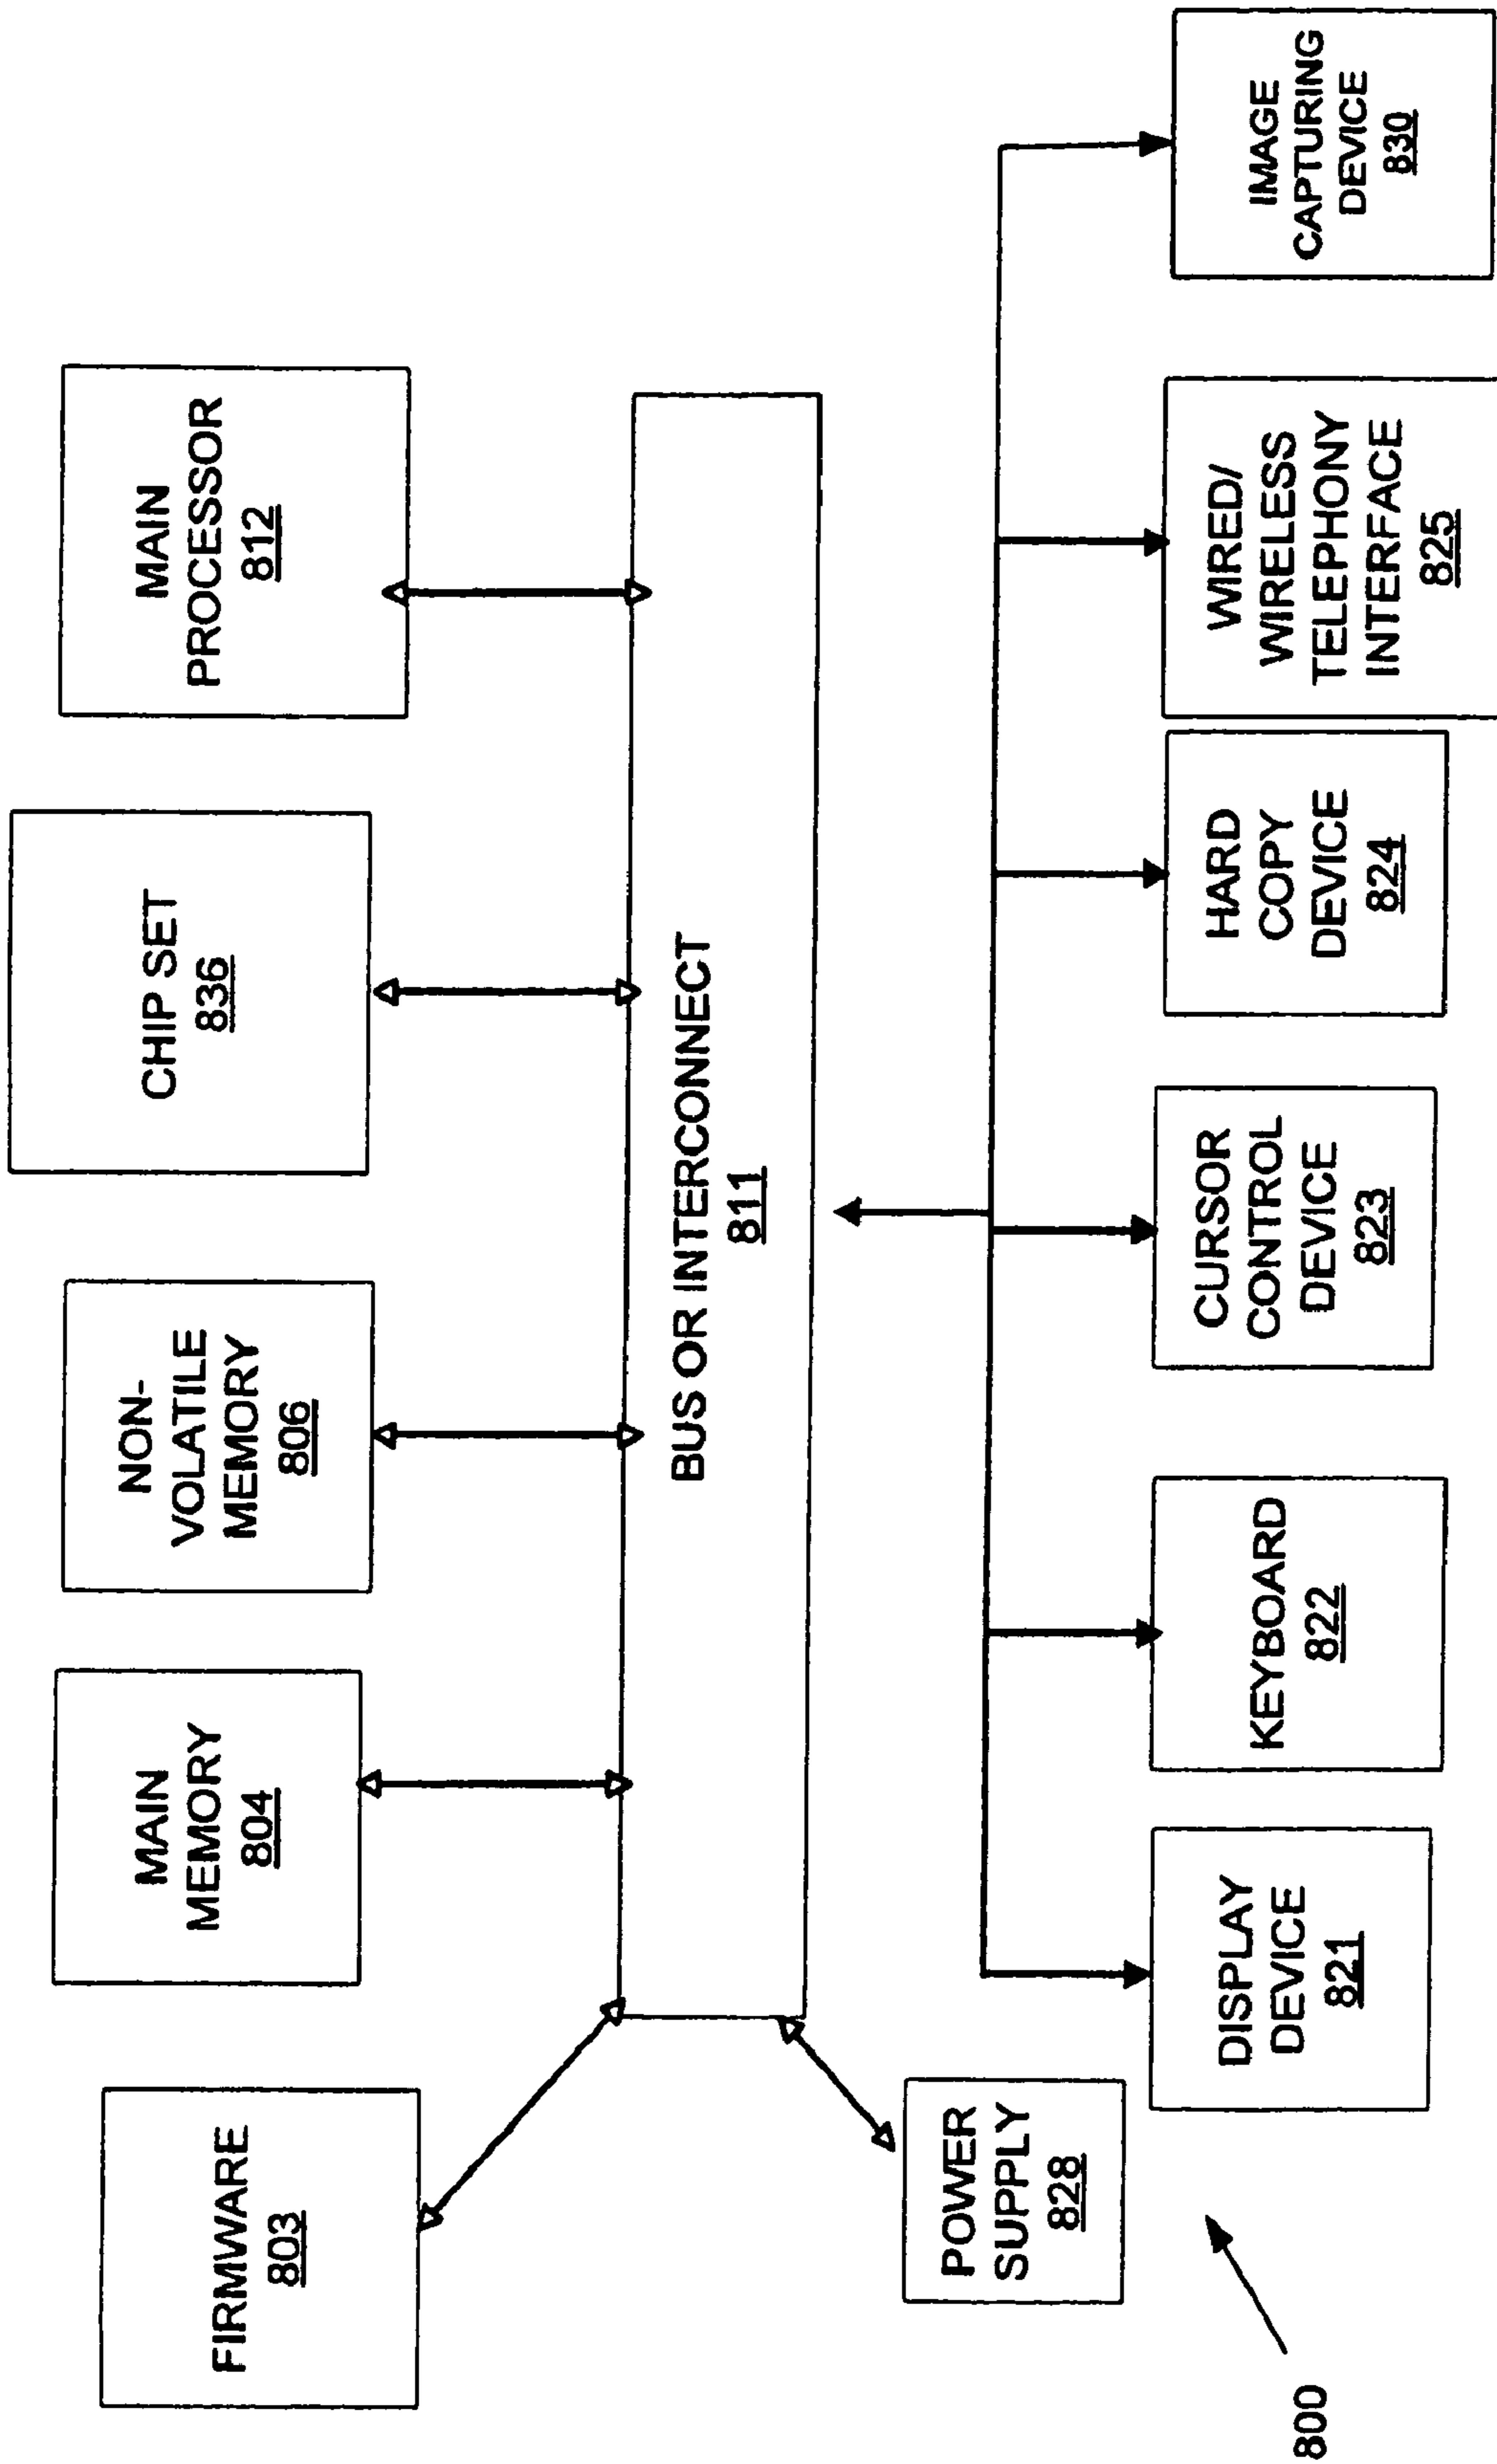 FIRMWARE
803
MAIN
MEMORY
804
NON-
VOLATILE
MEMORY
806
CHIP SET
836
MAIN
PROCESSOR
812
BUS OR INTERCONNECT
811
POWER
SUPPLY
828
DISPLAY
DEVICE
821
KEYBOARD
822
CURSOR
CONTROL
DEVICE
823
HARD
COPY
DEVICE
824
WIRED/
WIRELESS
TELEPHONY
INTERFACE
825
IMAGE
CAPTURING
DEVICE
830
800